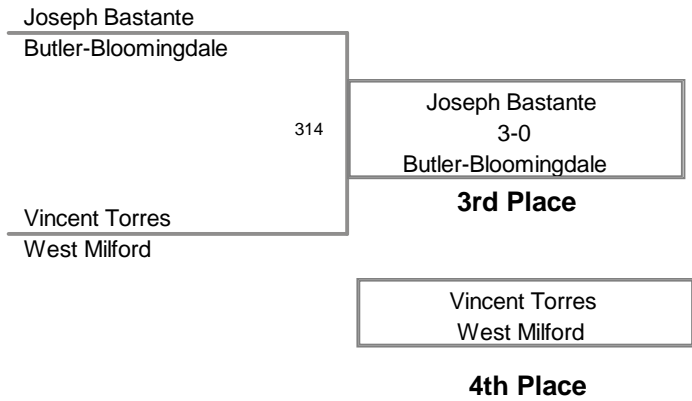 Joseph Bastante
Butler-Bloomingdale
314
Joseph Bastante
3-0
Butler-Bloomingdale
3rd Place
Vincent Torres
West Milford
Vincent Torres
West Milford
4th Place